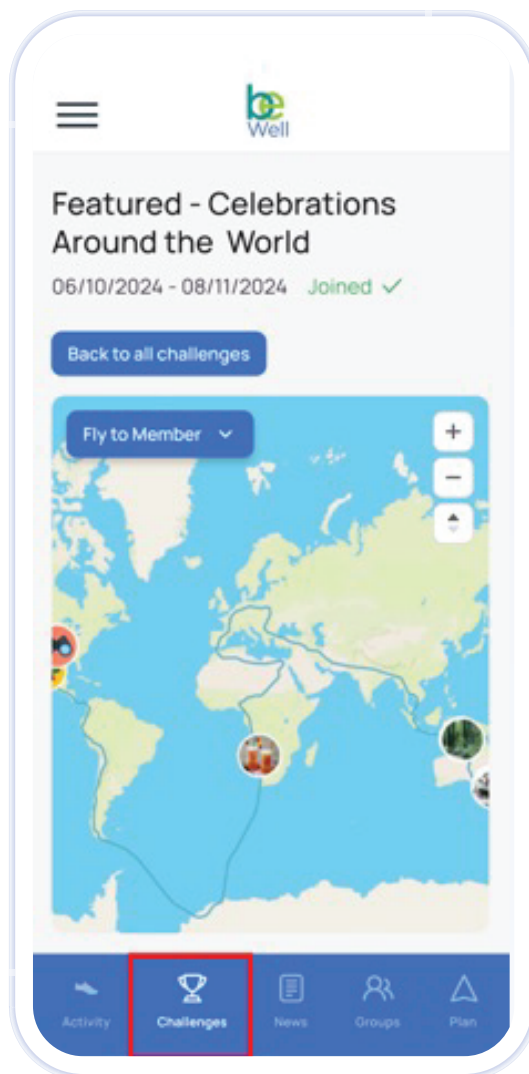 be
Well
Featured - Celebrations
Around the World
06/10/2024 - 08/11/2024 Joined
Back to all challenges
Fly to Member
Activity
Challenges
News
Groups
Plan